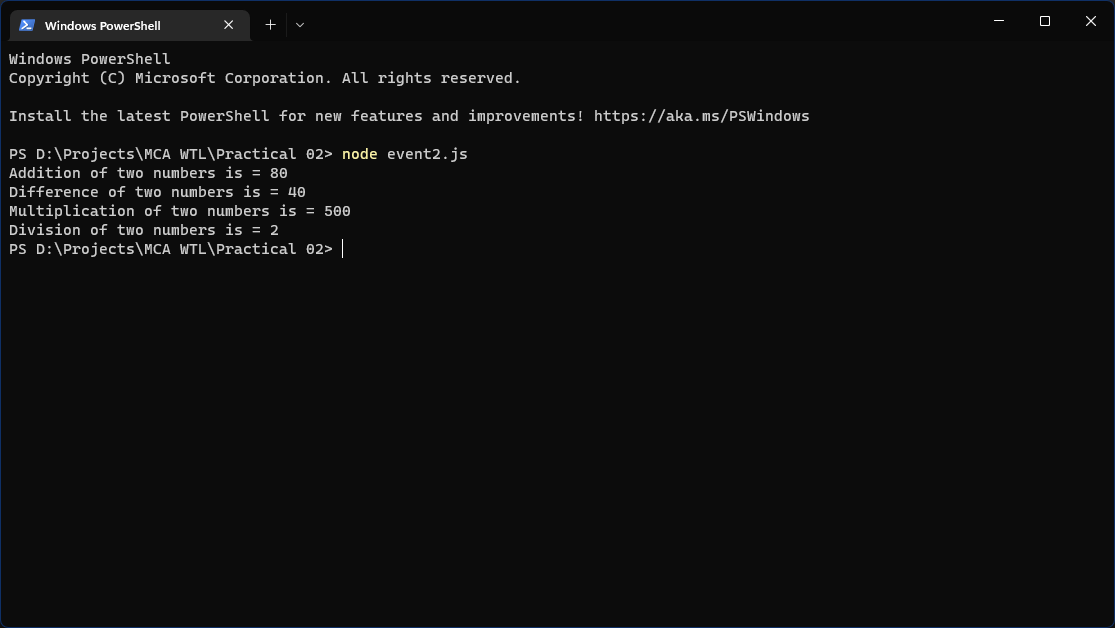 Windows PowerShell
Windows PowerShell
Copyright (C) Microsoft Corporation. All rights reserved.
Install the latest PowerShell for new features and improvements! https://aka.ms/PSWindows
PS D:\Projects\MCA WTL\Practical 02> node event2.js
Addition of two numbers is = 80
Difference of two numbers is = 40
Multiplication of two numbers is = 500
Division of two numbers is = 2
PS D:\Projects\MCA WTL\Practical 02>